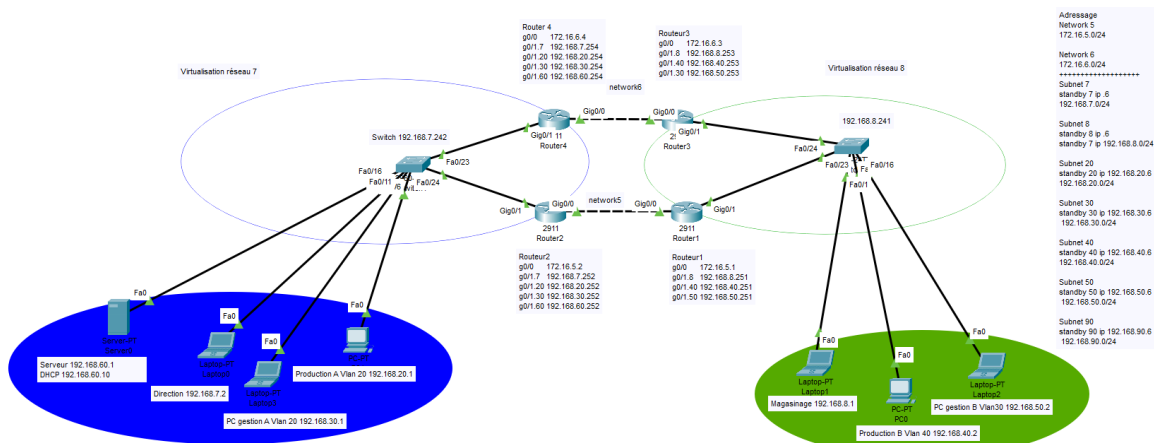 Router 4
g0/0 172.16.6.4
g0/1.7 192.168.7.254
g0/1.20 192.168.20.254
g0/1.30 192.168.30.254
g0/1.60 192.168.60.254
Routeur3
g0/0 172.16.6.3
g0/1.8 192.168.8.253
g0/1.40 192.168.40.253
g0/1.30 192.168.50.253
Virtualisation réseau 7
Virtualisation réseau 8
network6
Gig0/0
Gig0/0
Gig0/1
11
Router4
Gig0/1
Router3
Switch 192.168.7.242
192.168.8.241
Fa0/23
Fa0/16
Fa0/11
Fa0/24
Fa0/24
Fa0/23
Fa0/16
Fa0/1
Gig0/1
Gig0/0
2911
Router2
network5
Gig0/0
Gig0/1
2911
Router1
Routeur2
g0/0 172.16.5.2
g0/1.7 192.168.7.252
g0/1.20 192.168.20.252
g0/1.30 192.168.30.252
g0/1.60 192.168.60.252
Routeur1
g0/0 172.16.5.1
g0/1.8 192.168.8.251
g0/1.40 192.168.40.251
g0/1.50 192.168.50.251
Fa0
Server-PT
Serveur 192.168.60.1
DHCP 192.168.60.10
Fa0
Laptop-PT
Direction 192.168.7.2
Fa0
Laptop-PT
PC gestion A Vlan 20 192.168.30.1
Fa0
PC-PT
Production A Vlan 20 192.168.20.1
Fa0
Laptop-PT
Laptop1
Magasinage 192.168.8.1
Fa0
PC-PT
PC0
Production B Vlan 40 192.168.40.2
Fa0
Laptop-PT
Laptop2
PC gestion B Vlan30 192.168.50.2
Adressage
Network 5
172.16.5.0/24
Network 6
172.16.6.0/24
+++++++++++++++++++
Subnet 7
standby 7 ip .6
192.168.7.0/24
Subnet 8
standby 8 ip .6
standby 7 ip 192.168.8.0/24
Subnet 20
standby 20 ip 192.168.20.6
192.168.20.0/24
Subnet 30
standby 30 ip 192.168.30.6
192.168.30.0/24
Subnet 40
standby 40 ip 192.168.40.6
192.168.40.0/24
Subnet 50
standby 50 ip 192.168.50.6
192.168.50.0/24
Subnet 90
standby 90 ip 192.168.90.6
192.168.90.0/24